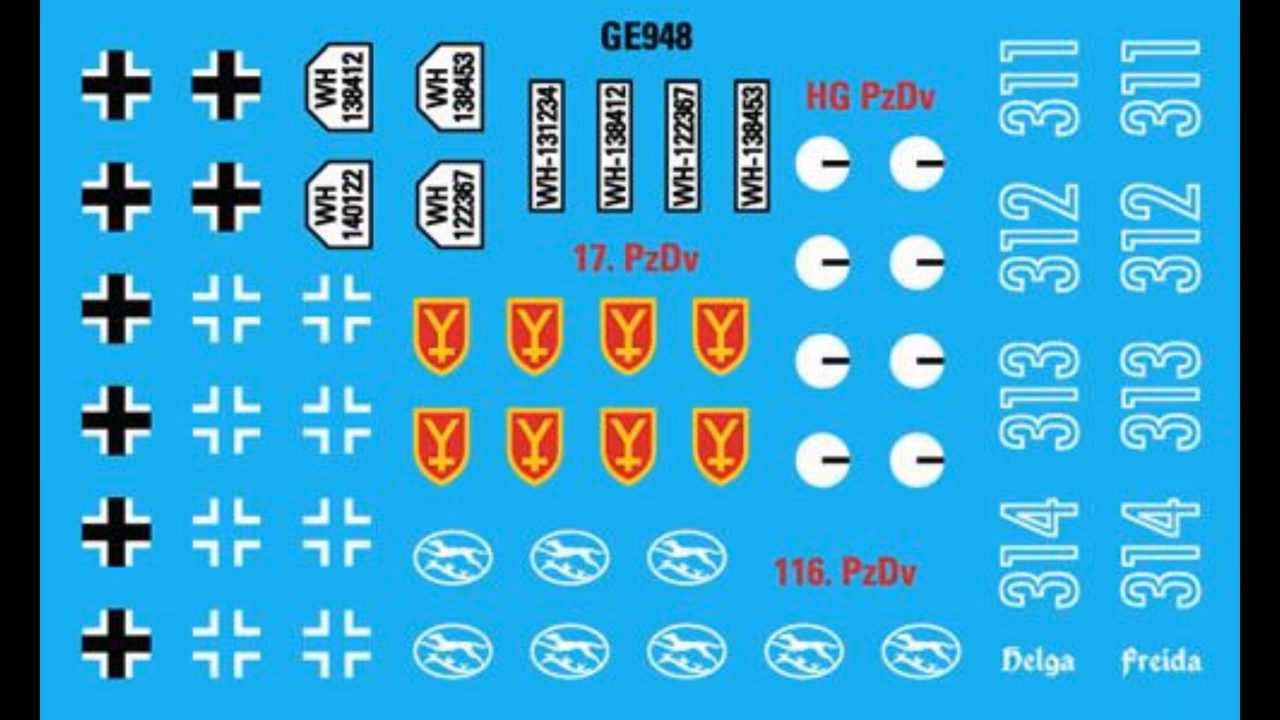 GE948
WH
138412
WH
138453
WH
140122
WH
122367
WH-131234
WH-138412
WH-122367
WH-138453
HG PzDv
17. PzDv
116. PzDv
311
311
312
312
313
313
314
314
Helga
Freida